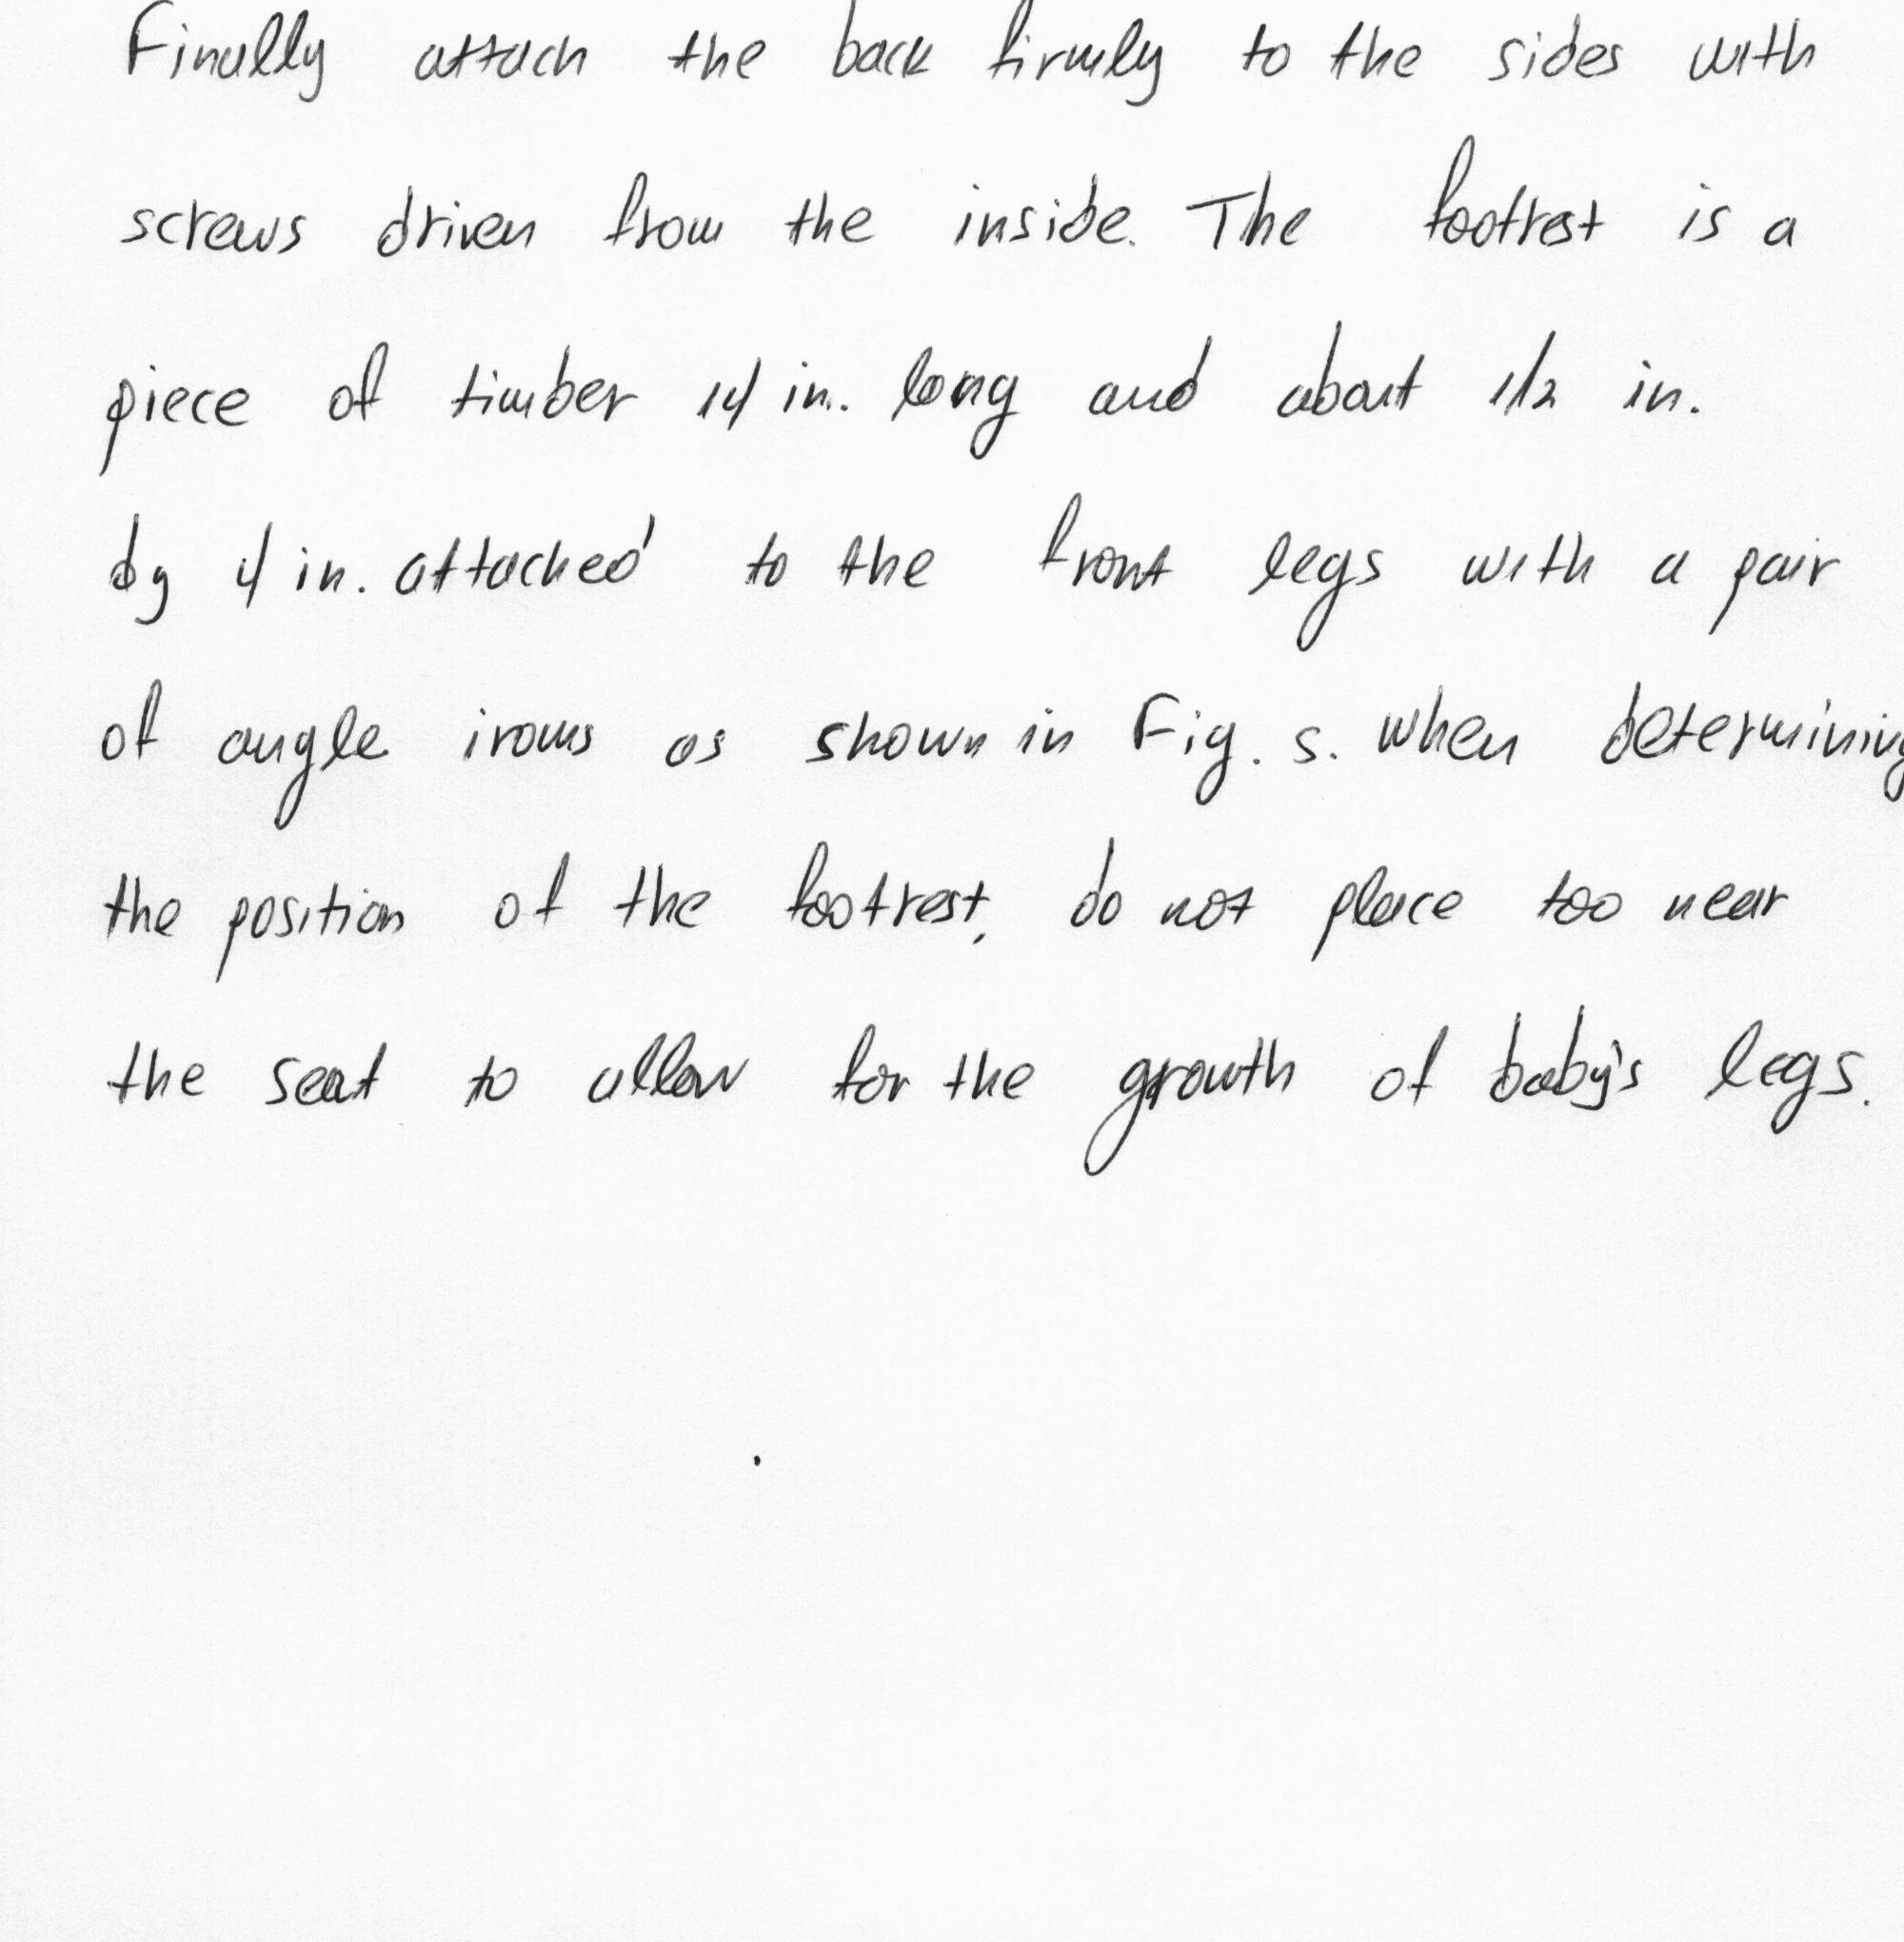 Finally attach the back firmly to the sides with
screws driven from the inside. The footrest is a
piece of timber 14 in. long and about 1/2 in.
by 4 in. attached to the front legs with a pair
of angle irons as shown in Fig. 5. When determining
the position of the footrest, do not place too near
the seat to allow for the growth of baby's legs.